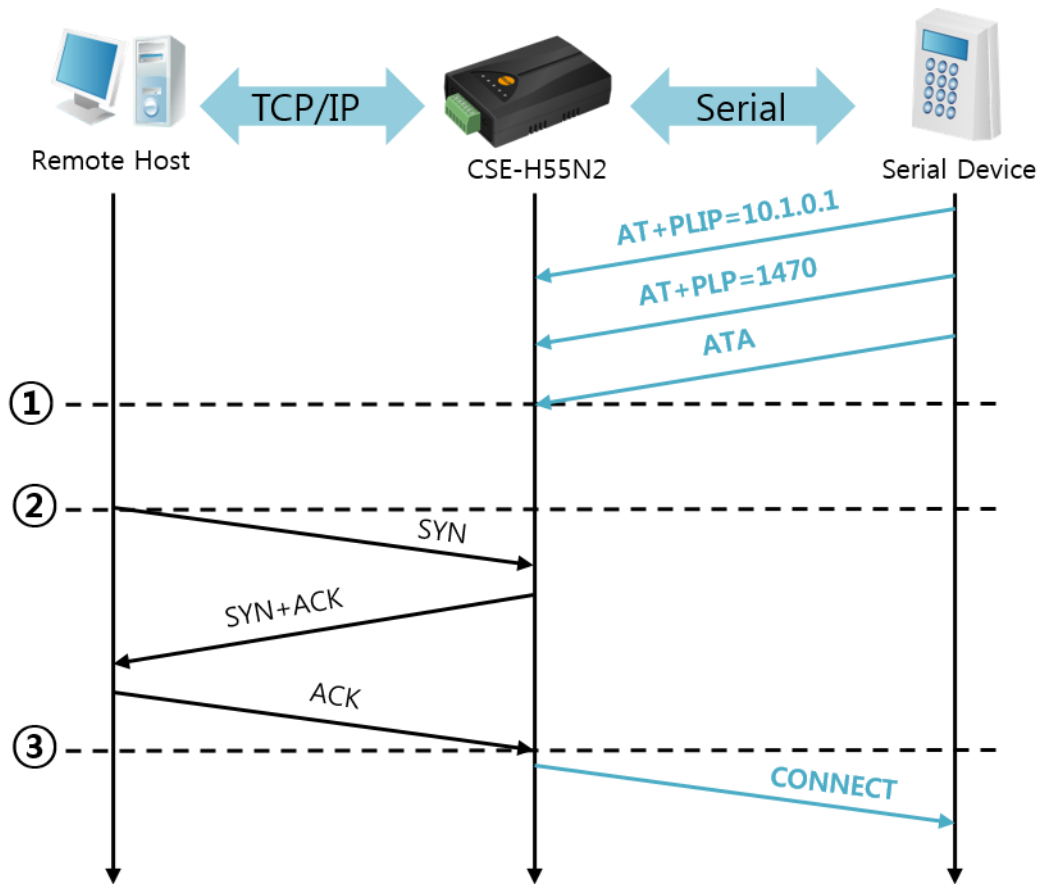 TCP/IP
Serial
Remote Host
CSE-H55N2
Serial Device
AT+PLIP=10.1.0.1
AT+PLP=1470
ATA
①
②
SYN
SYN+ACK
ACK
③
CONNECT